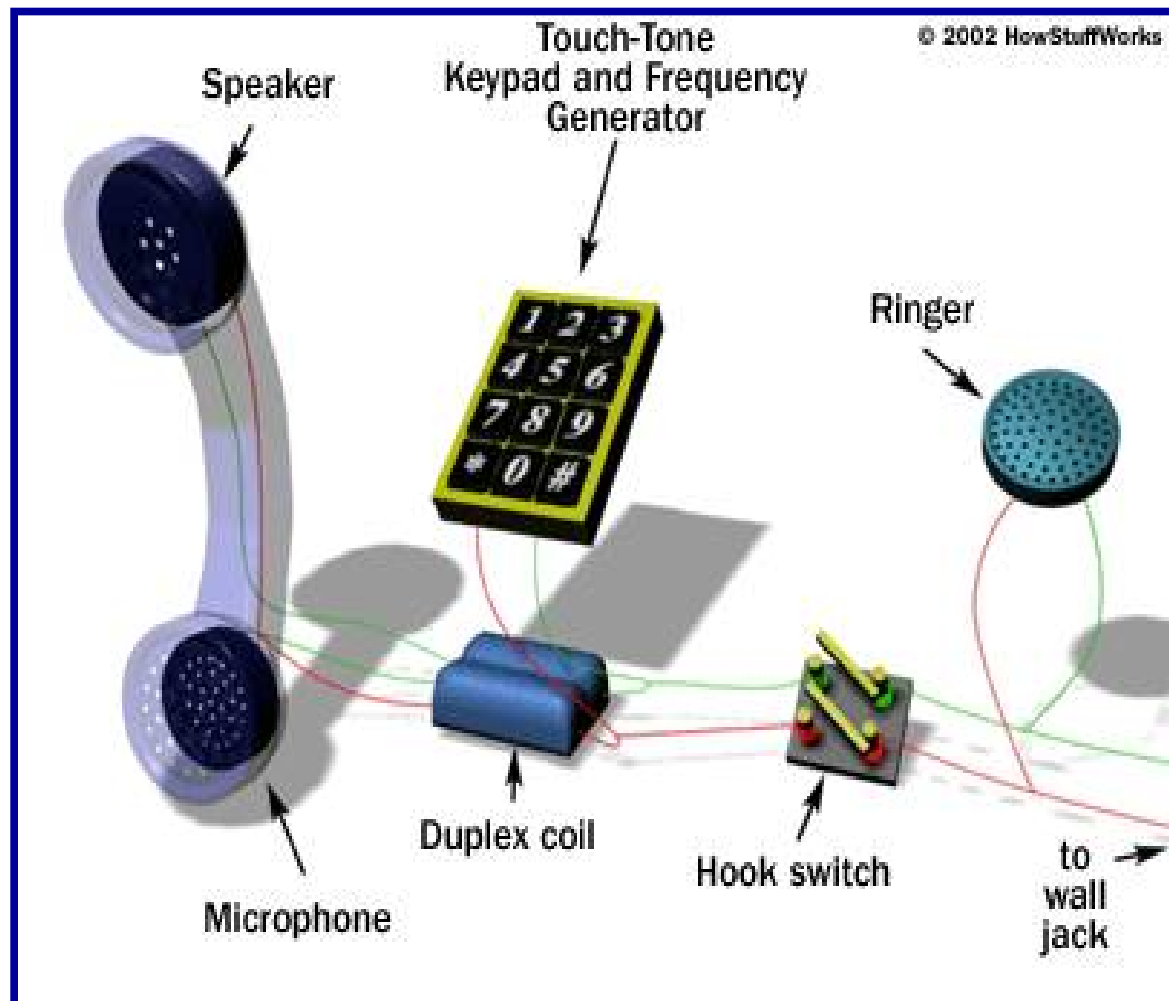 © 2002 HowStuffWorks
Touch-Tone
Keypad and Frequency
Generator
Speaker
Ringer
1 2 3
4 5 6
7 8 9
* 0 #
Duplex coil
Hook switch
Microphone
to
wall
jack